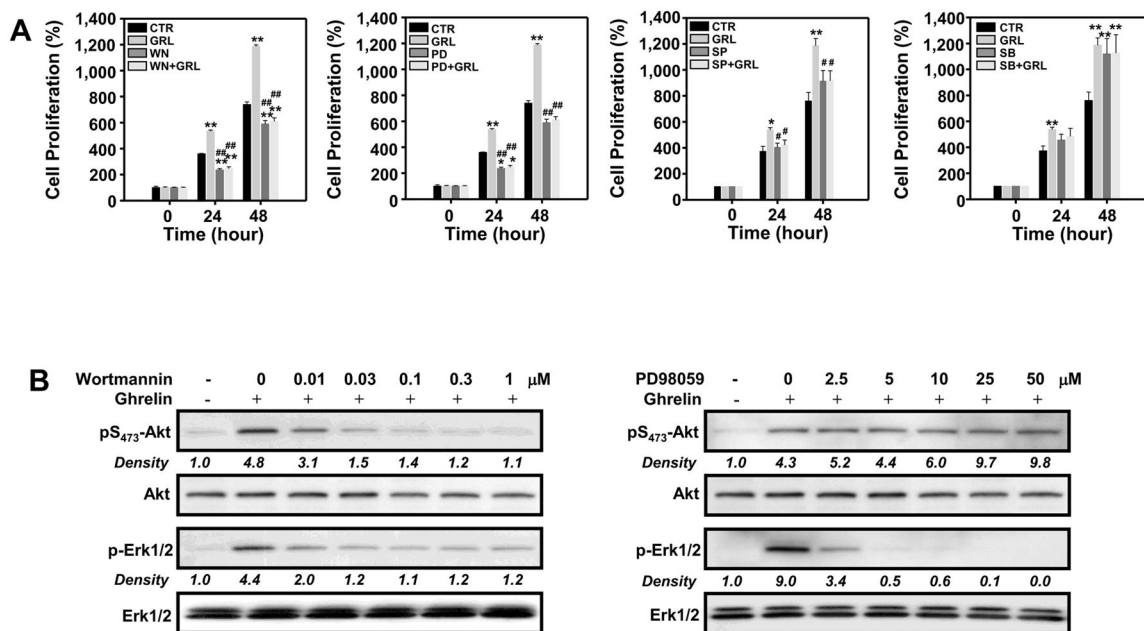 A
Cell Proliferation (%)
1,400
1,200
1,000
800
600
400
200
0
CTR
GRL
WN
WN+GRL
**
**
##
**
##
**
##
**
##
**
0 24 48
Time (hour)
Cell Proliferation (%)
1,400
1,200
1,000
800
600
400
200
0
CTR
GRL
PD
PD+GRL
**
**
##
*
##
*
## ##
0 24 48
Time (hour)
Cell Proliferation (%)
1,400
1,200
1,000
800
600
400
200
0
CTR
GRL
SP
SP+GRL
*
# #
**
# #
0 24 48
Time (hour)
Cell Proliferation (%)
1,400
1,200
1,000
800
600
400
200
0
CTR
GRL
SB
SB+GRL
**
** ** **
0 24 48
Time (hour)
B
Wortmannin - 0 0.01 0.03 0.1 0.3 1 μM
Ghrelin - + + + + + +
pS473-Akt
Density 1.0 4.8 3.1 1.5 1.4 1.2 1.1
Akt
p-Erk1/2
Density 1.0 4.4 2.0 1.2 1.1 1.2 1.2
Erk1/2
PD98059 - 0 2.5 5 10 25 50 μM
Ghrelin - + + + + + +
pS473-Akt
Density 1.0 4.3 5.2 4.4 6.0 9.7 9.8
Akt
p-Erk1/2
Density 1.0 9.0 3.4 0.5 0.6 0.1 0.0
Erk1/2